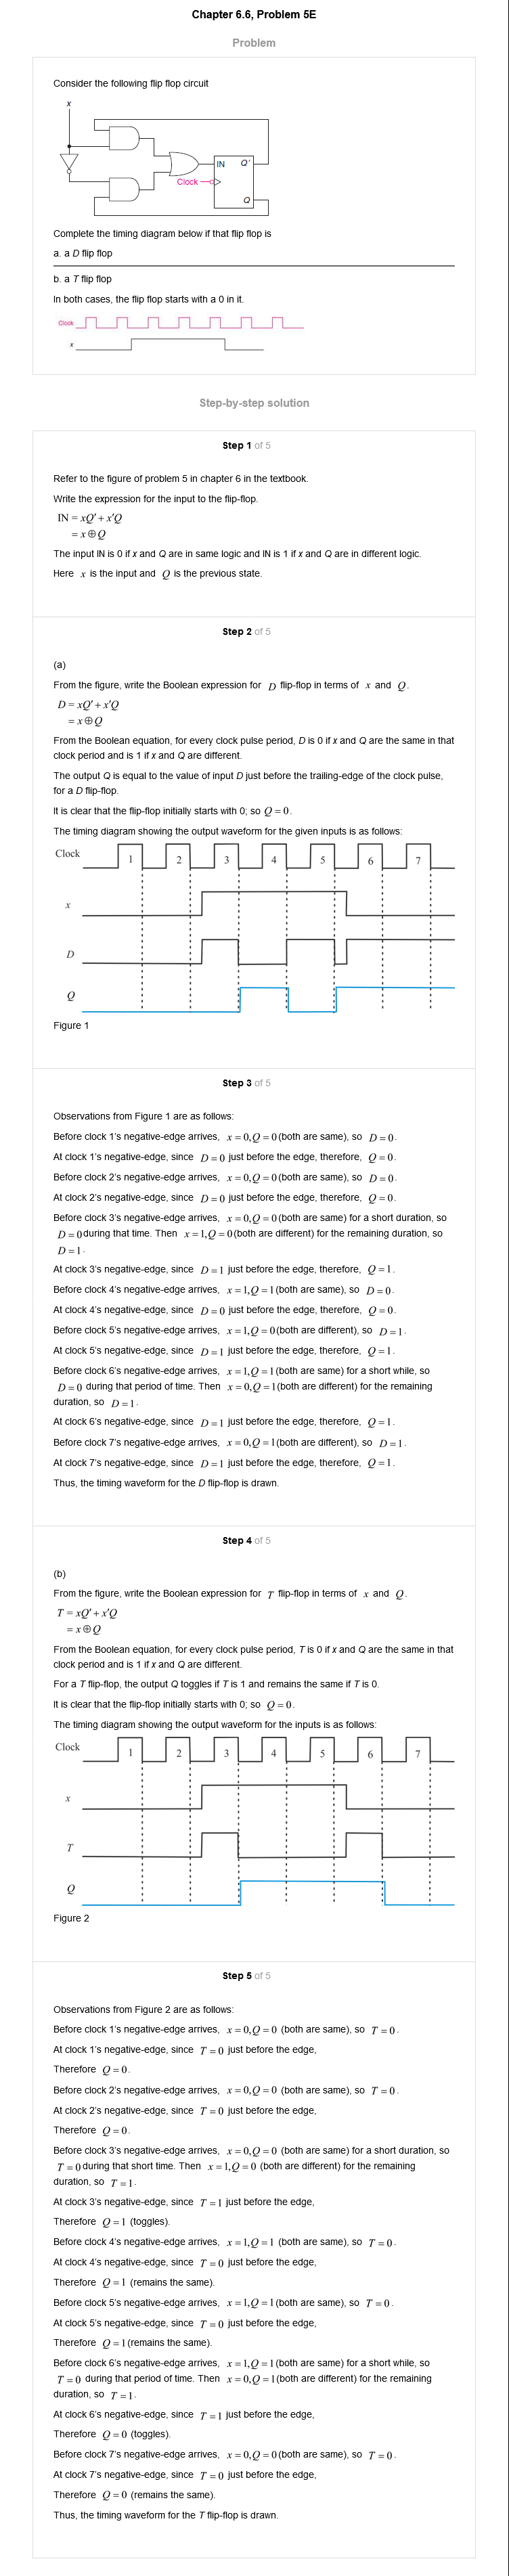 Chapter 6.6, Problem 5E
Problem
Consider the following flip flop circuit
x
IN Q'
Clock
Q
Complete the timing diagram below if that flip flop is
a. a D flip flop
b. a T flip flop
In both cases, the flip flop starts with a 0 in it.
Clock
x
Step-by-step solution
Step 1 of 5
Refer to the figure of problem 5 in chapter 6 in the textbook.
Write the expression for the input to the flip-flop.
IN = xQ′ + x′Q
= x ⊕ Q
The input IN is 0 if x and Q are in same logic and IN is 1 if x and Q are in different logic.
Here x is the input and Q is the previous state.
Step 2 of 5
(a)
From the figure, write the Boolean expression for D flip-flop in terms of x and Q.
D = xQ′ + x′Q
= x ⊕ Q
From the Boolean equation, for every clock pulse period, D is 0 if x and Q are the same in that
clock period and is 1 if x and Q are different.
The output Q is equal to the value of input D just before the trailing-edge of the clock pulse,
for a D flip-flop.
It is clear that the flip-flop initially starts with 0; so Q = 0.
The timing diagram showing the output waveform for the given inputs is as follows:
Clock 1 2 3 4 5 6 7
x
D
Q
Figure 1
Step 3 of 5
Observations from Figure 1 are as follows:
Before clock 1's negative-edge arrives, x = 0, Q = 0 (both are same), so D = 0.
At clock 1's negative-edge, since D = 0 just before the edge, therefore, Q = 0.
Before clock 2's negative-edge arrives, x = 0, Q = 0 (both are same), so D = 0.
At clock 2's negative-edge, since D = 0 just before the edge, therefore, Q = 0.
Before clock 3's negative-edge arrives, x = 0, Q = 0 (both are same) for a short duration, so
D = 0 during that time. Then x = 1, Q = 0 (both are different) for the remaining duration, so
D = 1.
At clock 3's negative-edge, since D = 1 just before the edge, therefore, Q = 1.
Before clock 4's negative-edge arrives, x = 1, Q = 1 (both are same), so D = 0.
At clock 4's negative-edge, since D = 0 just before the edge, therefore, Q = 0.
Before clock 5's negative-edge arrives, x = 1, Q = 0 (both are different), so D = 1.
At clock 5's negative-edge, since D = 1 just before the edge, therefore, Q = 1.
Before clock 6's negative-edge arrives, x = 1, Q = 1 (both are same) for a short while, so
D = 0 during that period of time. Then x = 0, Q = 1 (both are different) for the remaining
duration, so D = 1.
At clock 6's negative-edge, since D = 1 just before the edge, therefore, Q = 1.
Before clock 7's negative-edge arrives, x = 0, Q = 1 (both are different), so D = 1.
At clock 7's negative-edge, since D = 1 just before the edge, therefore, Q = 1.
Thus, the timing waveform for the D flip-flop is drawn.
Step 4 of 5
(b)
From the figure, write the Boolean expression for T flip-flop in terms of x and Q.
T = xQ′ + x′Q
= x ⊕ Q
From the Boolean equation, for every clock pulse period, T is 0 if x and Q are the same in that
clock period and is 1 if x and Q are different.
For a T flip-flop, the output Q toggles if T is 1 and remains the same if T is 0.
It is clear that the flip-flop initially starts with 0; so Q = 0.
The timing diagram showing the output waveform for the inputs is as follows:
Clock 1 2 3 4 5 6 7
x
T
Q
Figure 2
Step 5 of 5
Observations from Figure 2 are as follows:
Before clock 1's negative-edge arrives, x = 0, Q = 0 (both are same), so T = 0.
At clock 1's negative-edge, since T = 0 just before the edge,
Therefore Q = 0.
Before clock 2's negative-edge arrives, x = 0, Q = 0 (both are same), so T = 0.
At clock 2's negative-edge, since T = 0 just before the edge,
Therefore Q = 0.
Before clock 3's negative-edge arrives, x = 0, Q = 0 (both are same) for a short duration, so
T = 0 during that short time. Then x = 1, Q = 0 (both are different) for the remaining
duration, so T = 1.
At clock 3's negative-edge, since T = 1 just before the edge,
Therefore Q = 1 (toggles).
Before clock 4's negative-edge arrives, x = 1, Q = 1 (both are same), so T = 0.
At clock 4's negative-edge, since T = 0 just before the edge,
Therefore Q = 1 (remains the same).
Before clock 5's negative-edge arrives, x = 1, Q = 1 (both are same), so T = 0.
At clock 5's negative-edge, since T = 0 just before the edge,
Therefore Q = 1 (remains the same).
Before clock 6's negative-edge arrives, x = 1, Q = 1 (both are same) for a short while, so
T = 0 during that period of time. Then x = 0, Q = 1 (both are different) for the remaining
duration, so T = 1.
At clock 6's negative-edge, since T = 1 just before the edge,
Therefore Q = 0 (toggles).
Before clock 7's negative-edge arrives, x = 0, Q = 0 (both are same), so T = 0.
At clock 7's negative-edge, since T = 0 just before the edge,
Therefore Q = 0 (remains the same).
Thus, the timing waveform for the T flip-flop is drawn.